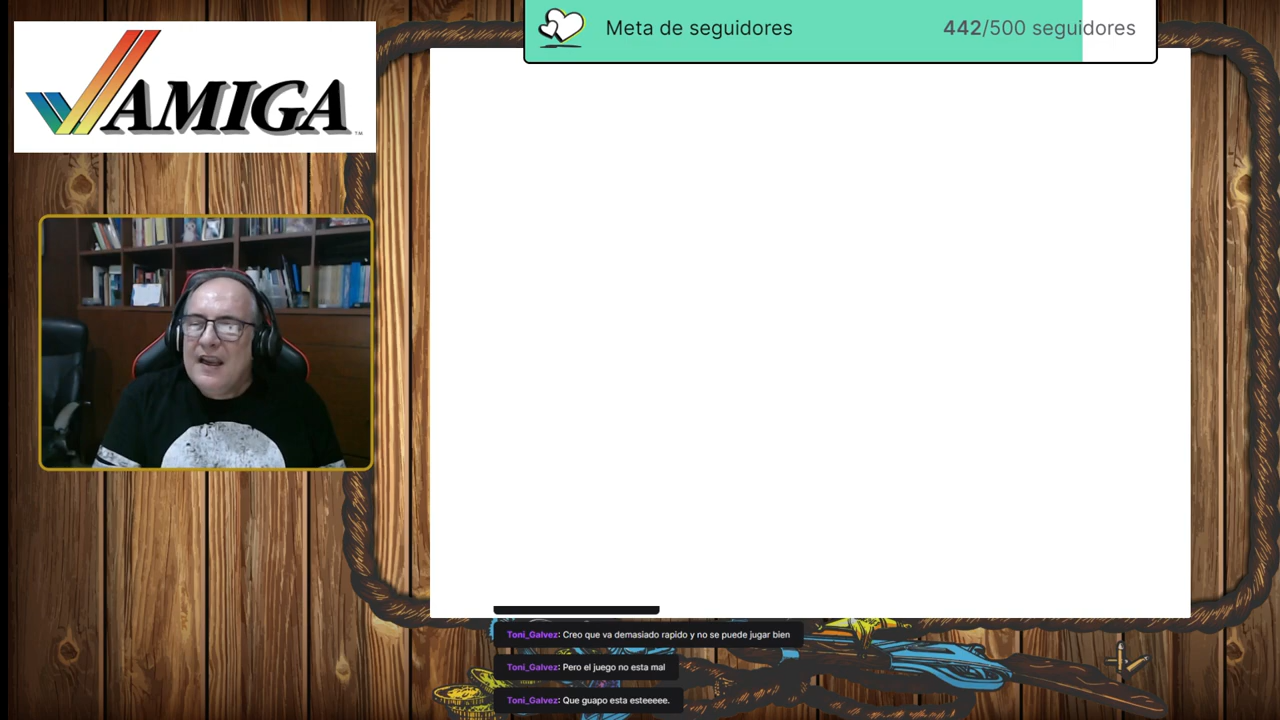 Meta de seguidores
442/500 seguidores
AMIGA
TM
Toni_Galvez: Creo que va demasiado rapido y no se puede jugar bien
Toni_Galvez: Pero el juego no esta mal
Toni_Galvez: Que guapo esta esteeeee.